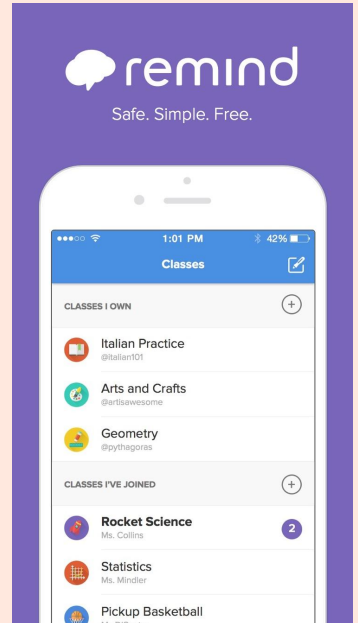 remind
Safe. Simple. Free.
1:01 PM
42%
Classes
CLASSES I OWN
Italian Practice
@italian101
Arts and Crafts
@artisawesome
Geometry
@pythagoras
CLASSES I'VE JOINED
Rocket Science
2
Ms. Collins
Statistics
Ms. Mindler
Pickup Basketball